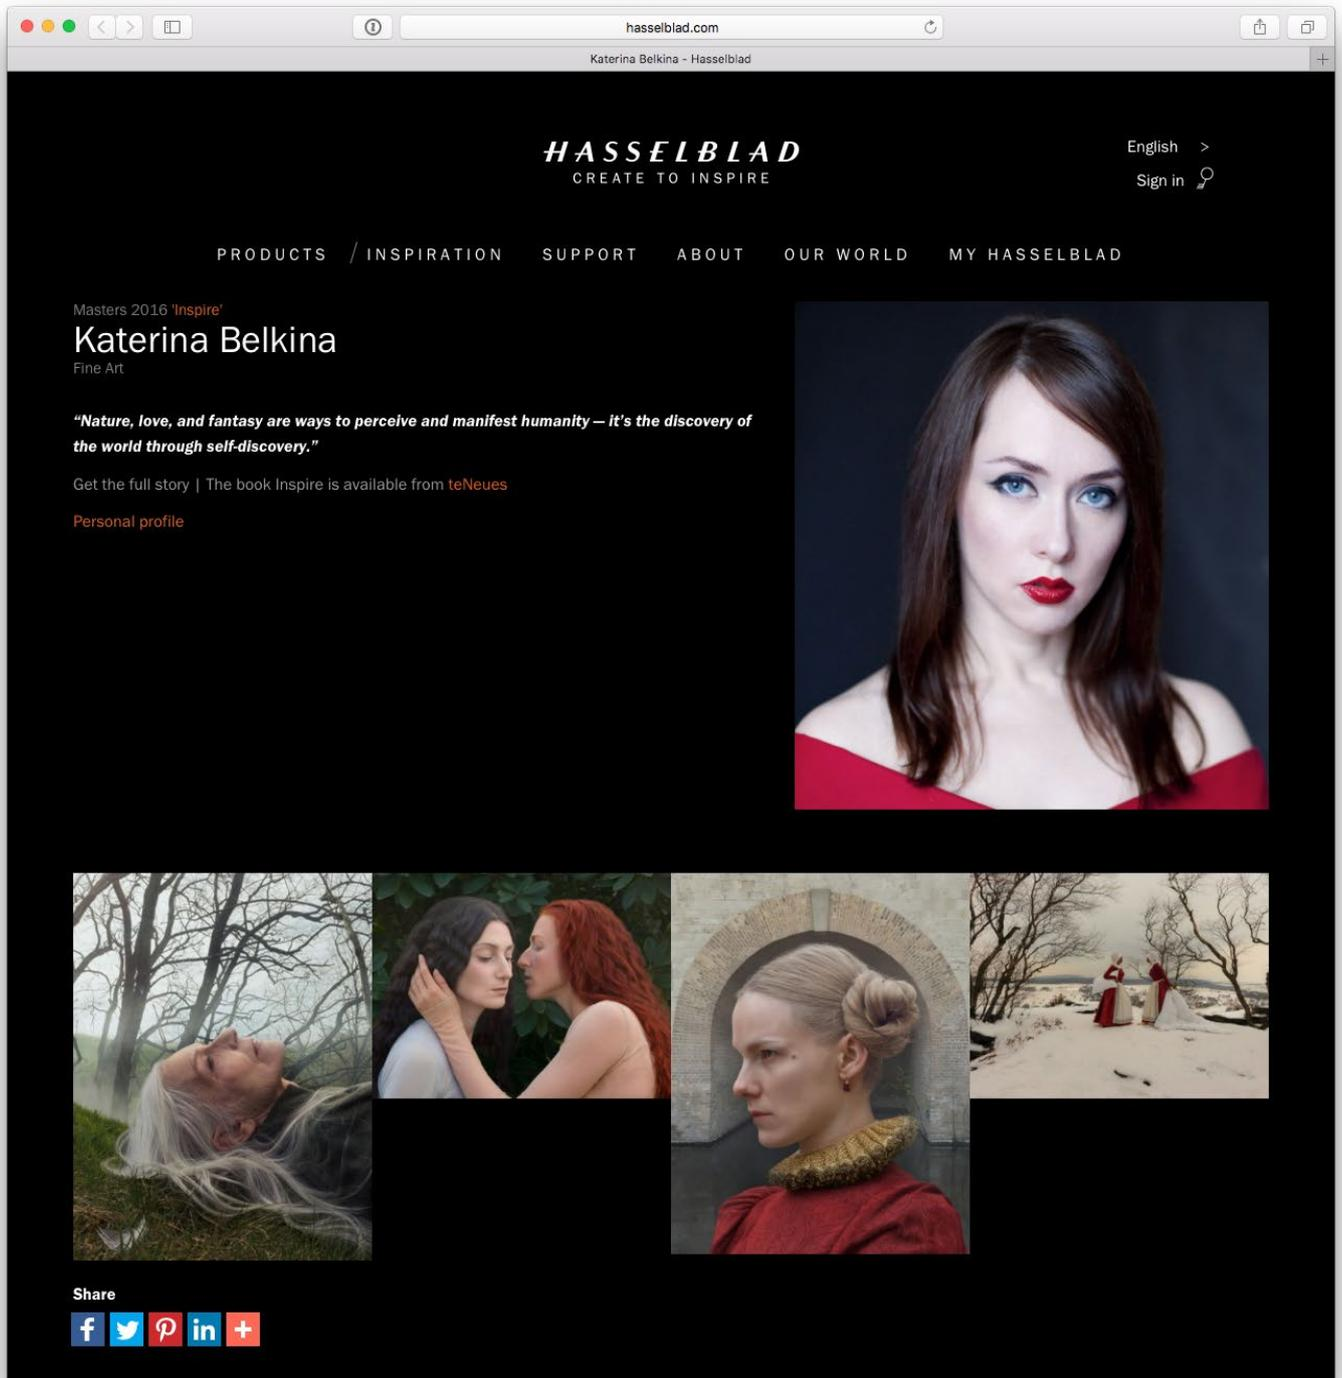 hasselblad.com
Katerina Belkina - Hasselblad
HASSELBLAD
CREATE TO INSPIRE
English >
Sign in
PRODUCTS / INSPIRATION SUPPORT ABOUT OUR WORLD MY HASSELBLAD
Masters 2016 'Inspire'
Katerina Belkina
Fine Art
“Nature, love, and fantasy are ways to perceive and manifest humanity — it’s the discovery of
the world through self-discovery.”
Get the full story | The book Inspire is available from teNeues
Personal profile
Share